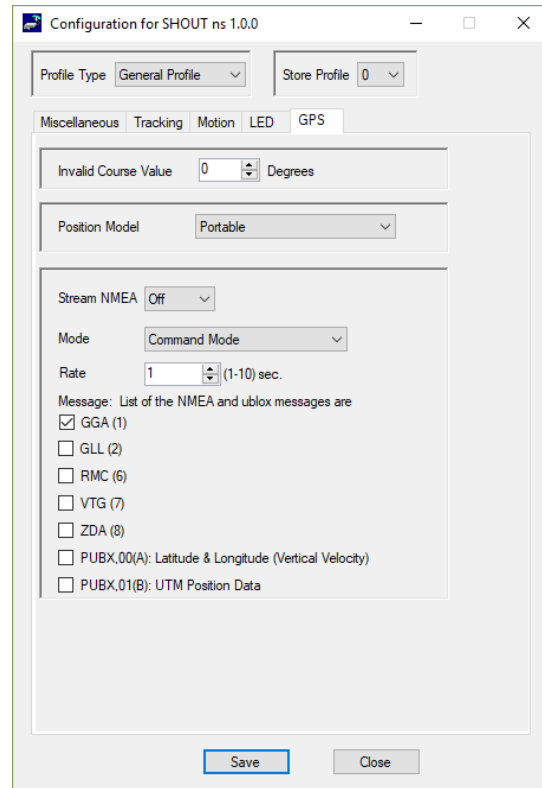 Configuration for SHOUT ns 1.0.0
Profile Type General Profile Store Profile 0
Miscellaneous Tracking Motion LED GPS
Invalid Course Value 0 Degrees
Position Model Portable
Stream NMEA Off
Mode Command Mode
Rate 1 (1-10) sec.
Message: List of the NMEA and ublox messages are
GGA (1)
GLL (2)
RMC (6)
VTG (7)
ZDA (8)
PUBX,00(A): Latitude & Longitude (Vertical Velocity)
PUBX,01(B): UTM Position Data
Save Close